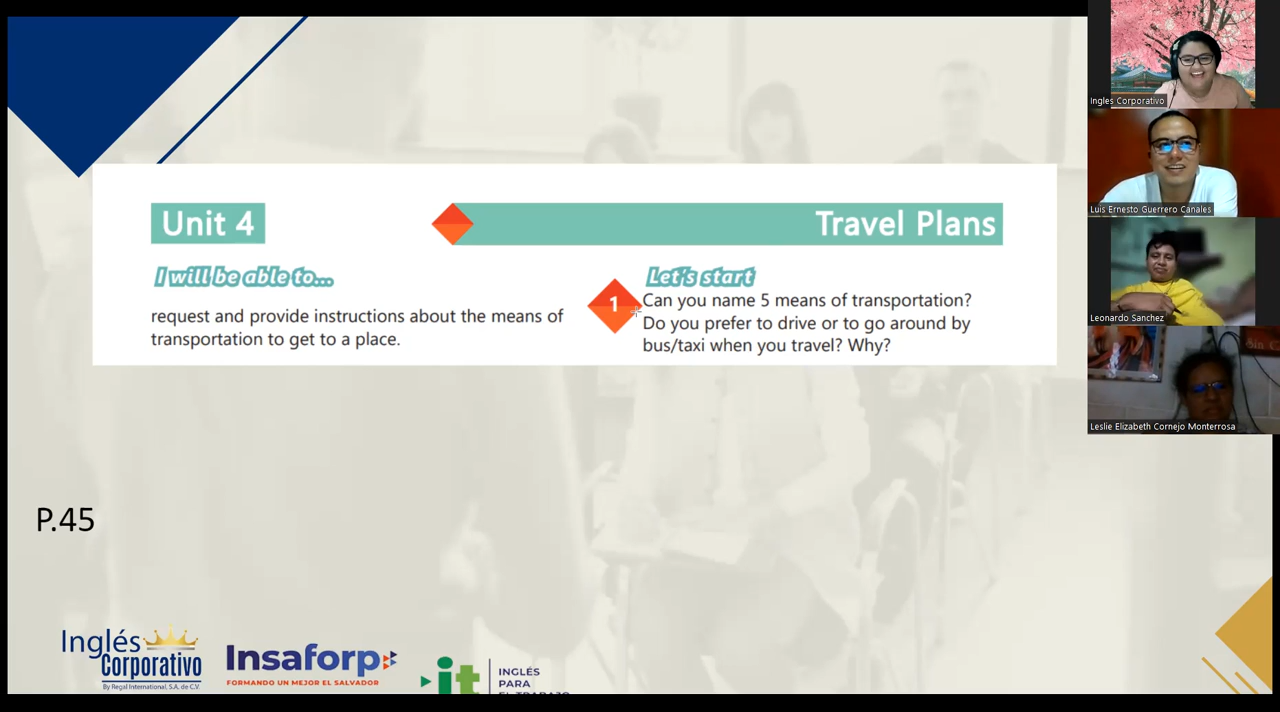 Unit 4
Travel Plans
I will be able to...
request and provide instructions about the means of
transportation to get to a place.
Let's start
1
Can you name 5 means of transportation?
Do you prefer to drive or to go around by
bus/taxi when you travel? Why?
P.45
Inglés
Corporativo
By Regal International, S.A. de C.V.
Insaforp
FORMANDO UN MEJOR EL SALVADOR
it
INGLÉS
PARA
EL TRABAJO
Ingles Corporativo
Luis Ernesto Guerrero Canales
Leonardo Sanchez
Leslie Elizabeth Cornejo Monterrosa